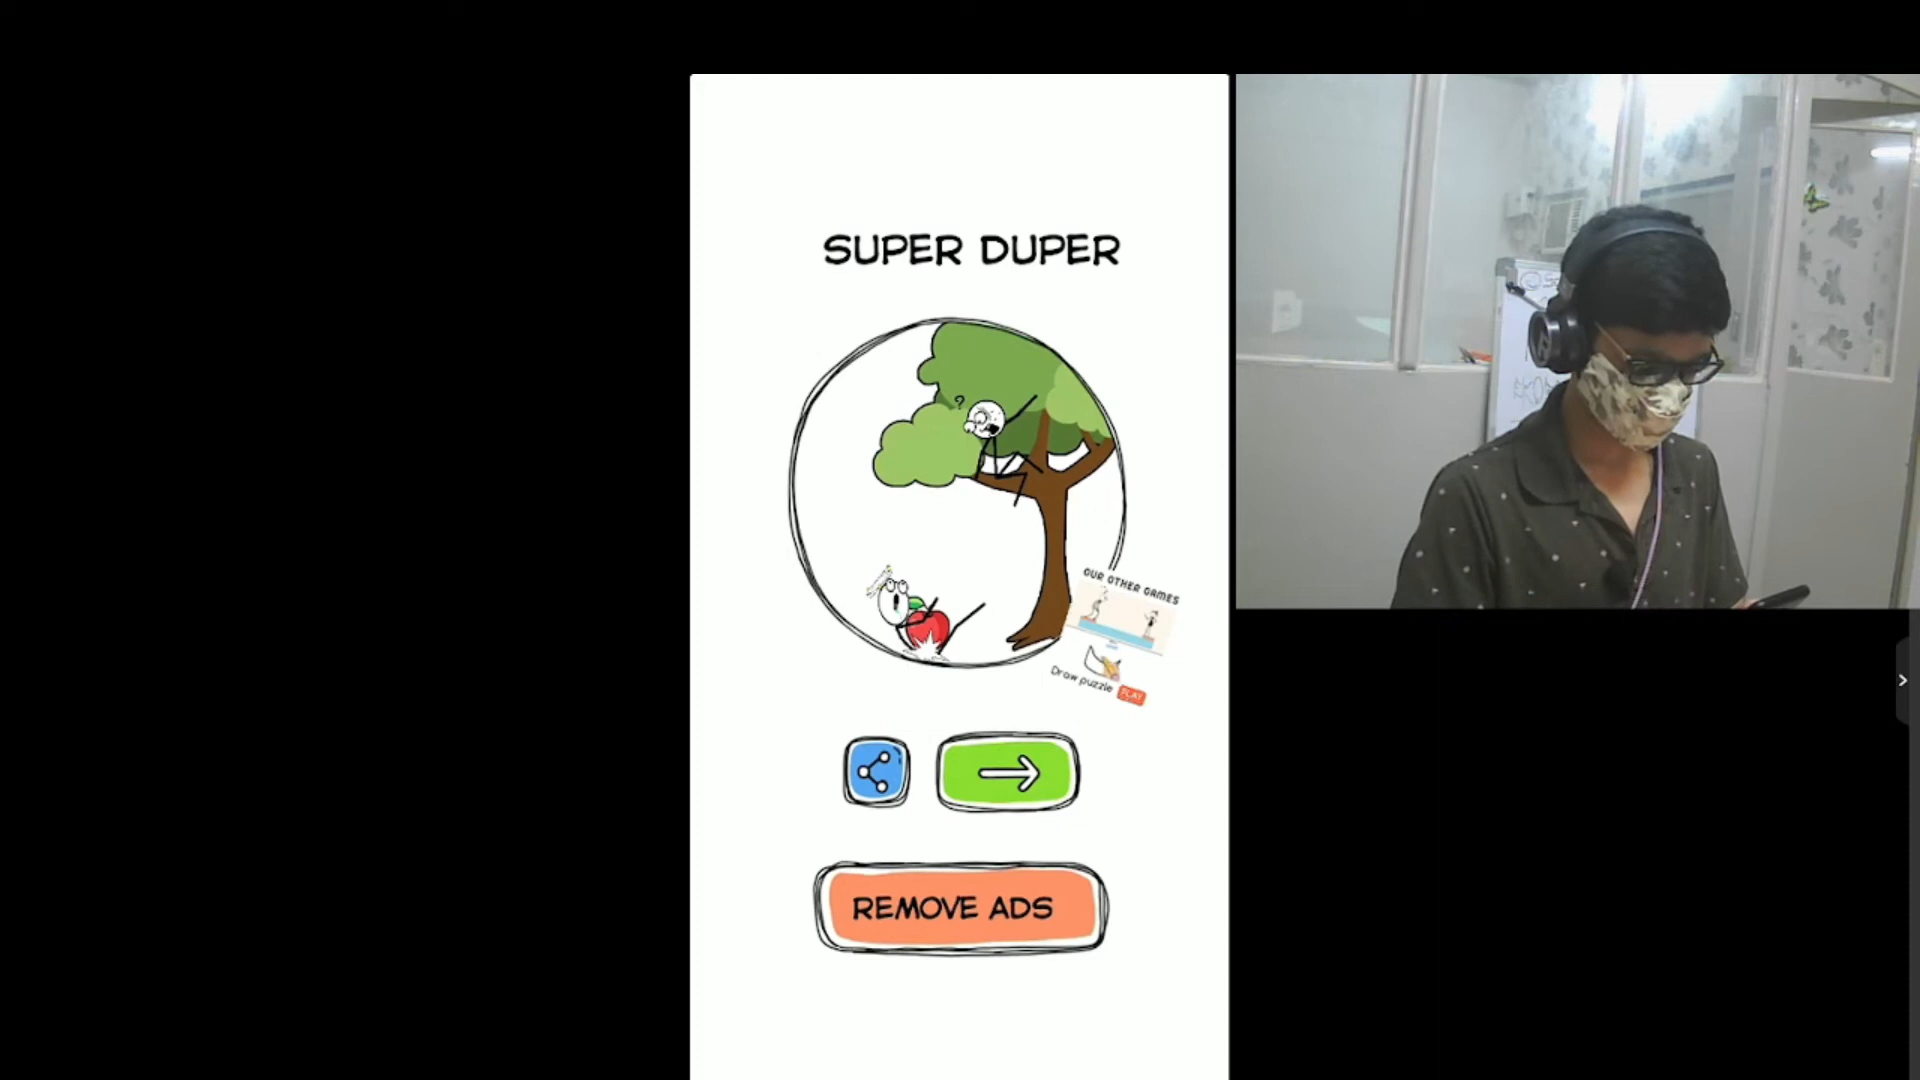 SUPER DUPER
?
OUR OTHER GAMES
Draw puzzle PLAY
REMOVE ADS